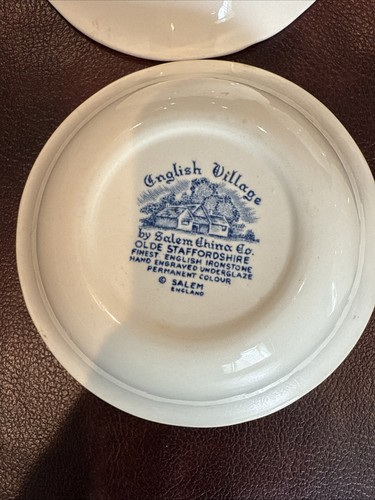 English Village
by Salem China Co.
OLDE STAFFORDSHIRE
FINEST ENGLISH IRONSTONE
HAND ENGRAVED UNDERGLAZE
PERMANENT COLOUR
© SALEM
ENGLAND